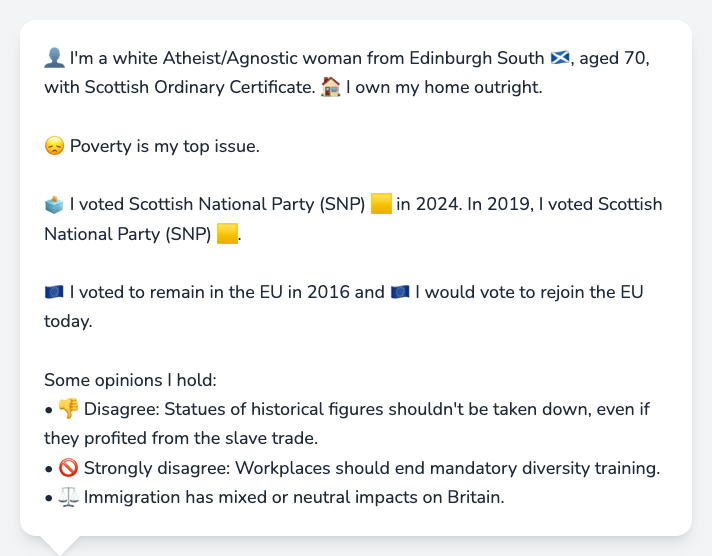 👤 I'm a white Atheist/Agnostic woman from Edinburgh South 🏴󠁧󠁢󠁳󠁣󠁴󠁿, aged 70,
with Scottish Ordinary Certificate. 🏠 I own my home outright.
😞 Poverty is my top issue.
🗳️ I voted Scottish National Party (SNP) 🟨 in 2024. In 2019, I voted Scottish
National Party (SNP) 🟨.
🇪🇺 I voted to remain in the EU in 2016 and 🇪🇺 I would vote to rejoin the EU
today.
Some opinions I hold:
• 👎 Disagree: Statues of historical figures shouldn't be taken down, even if
they profited from the slave trade.
• 🚫 Strongly disagree: Workplaces should end mandatory diversity training.
• ⚖️ Immigration has mixed or neutral impacts on Britain.